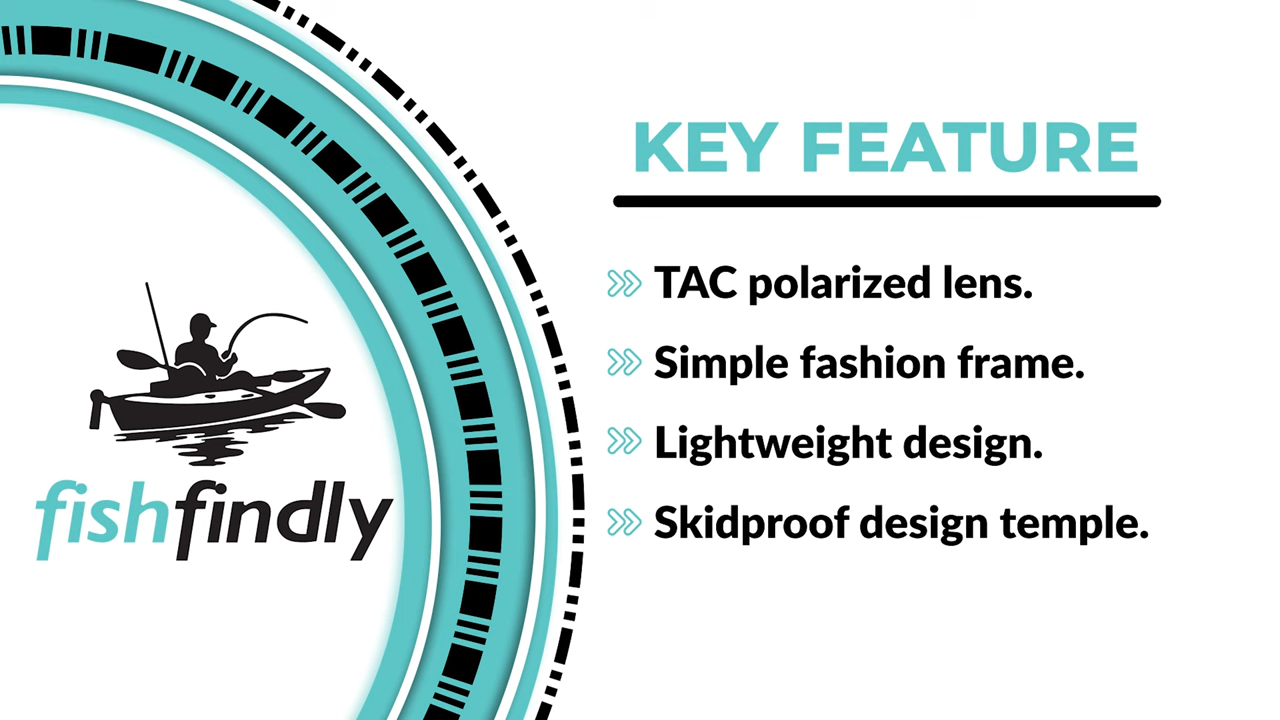 KEY FEATURE
TAC polarized lens.
Simple fashion frame.
Lightweight design.
Skidproof design temple.
fishfindly